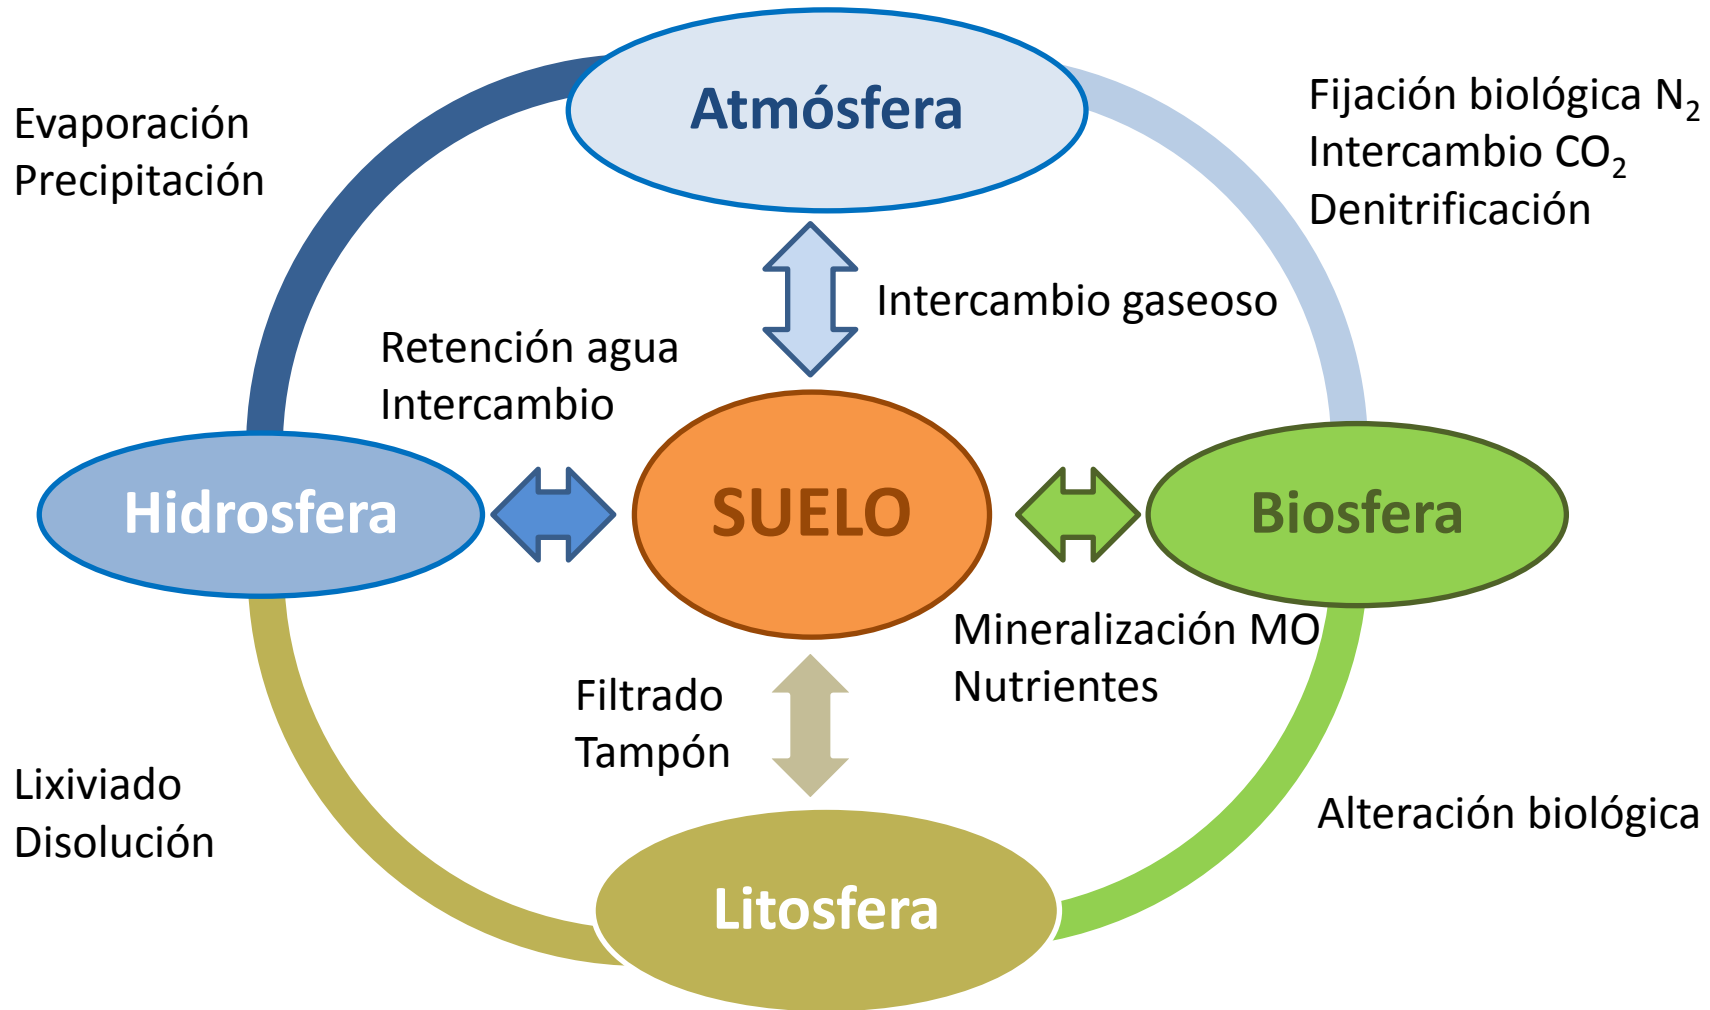 Atmósfera
Evaporación
Precipitación
Fijación biológica N₂
Intercambio CO₂
Denitrificación
Intercambio gaseoso
Retención agua
Intercambio
Hidrosfera
SUELO
Biosfera
Mineralización MO
Nutrientes
Filtrado
Tampón
Lixiviado
Disolución
Alteración biológica
Litosfera